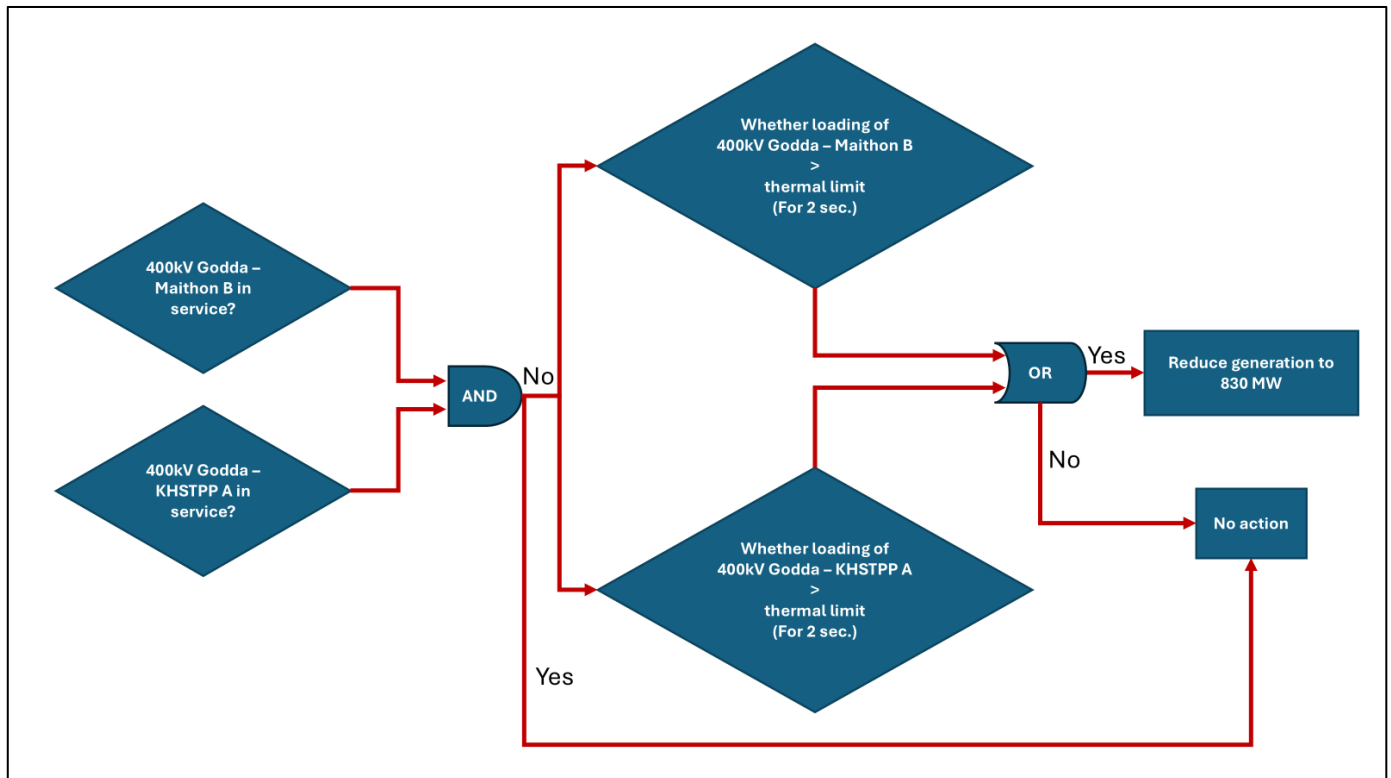 Whether loading of
400kV Godda – Maithon B
>
thermal limit
(For 2 sec.)
400kV Godda –
Maithon B in
service?
400kV Godda –
KHSTPP A in
service?
AND
No
Yes
OR
Yes
No
Reduce generation to
830 MW
No action
Whether loading of
400kV Godda – KHSTPP A
>
thermal limit
(For 2 sec.)